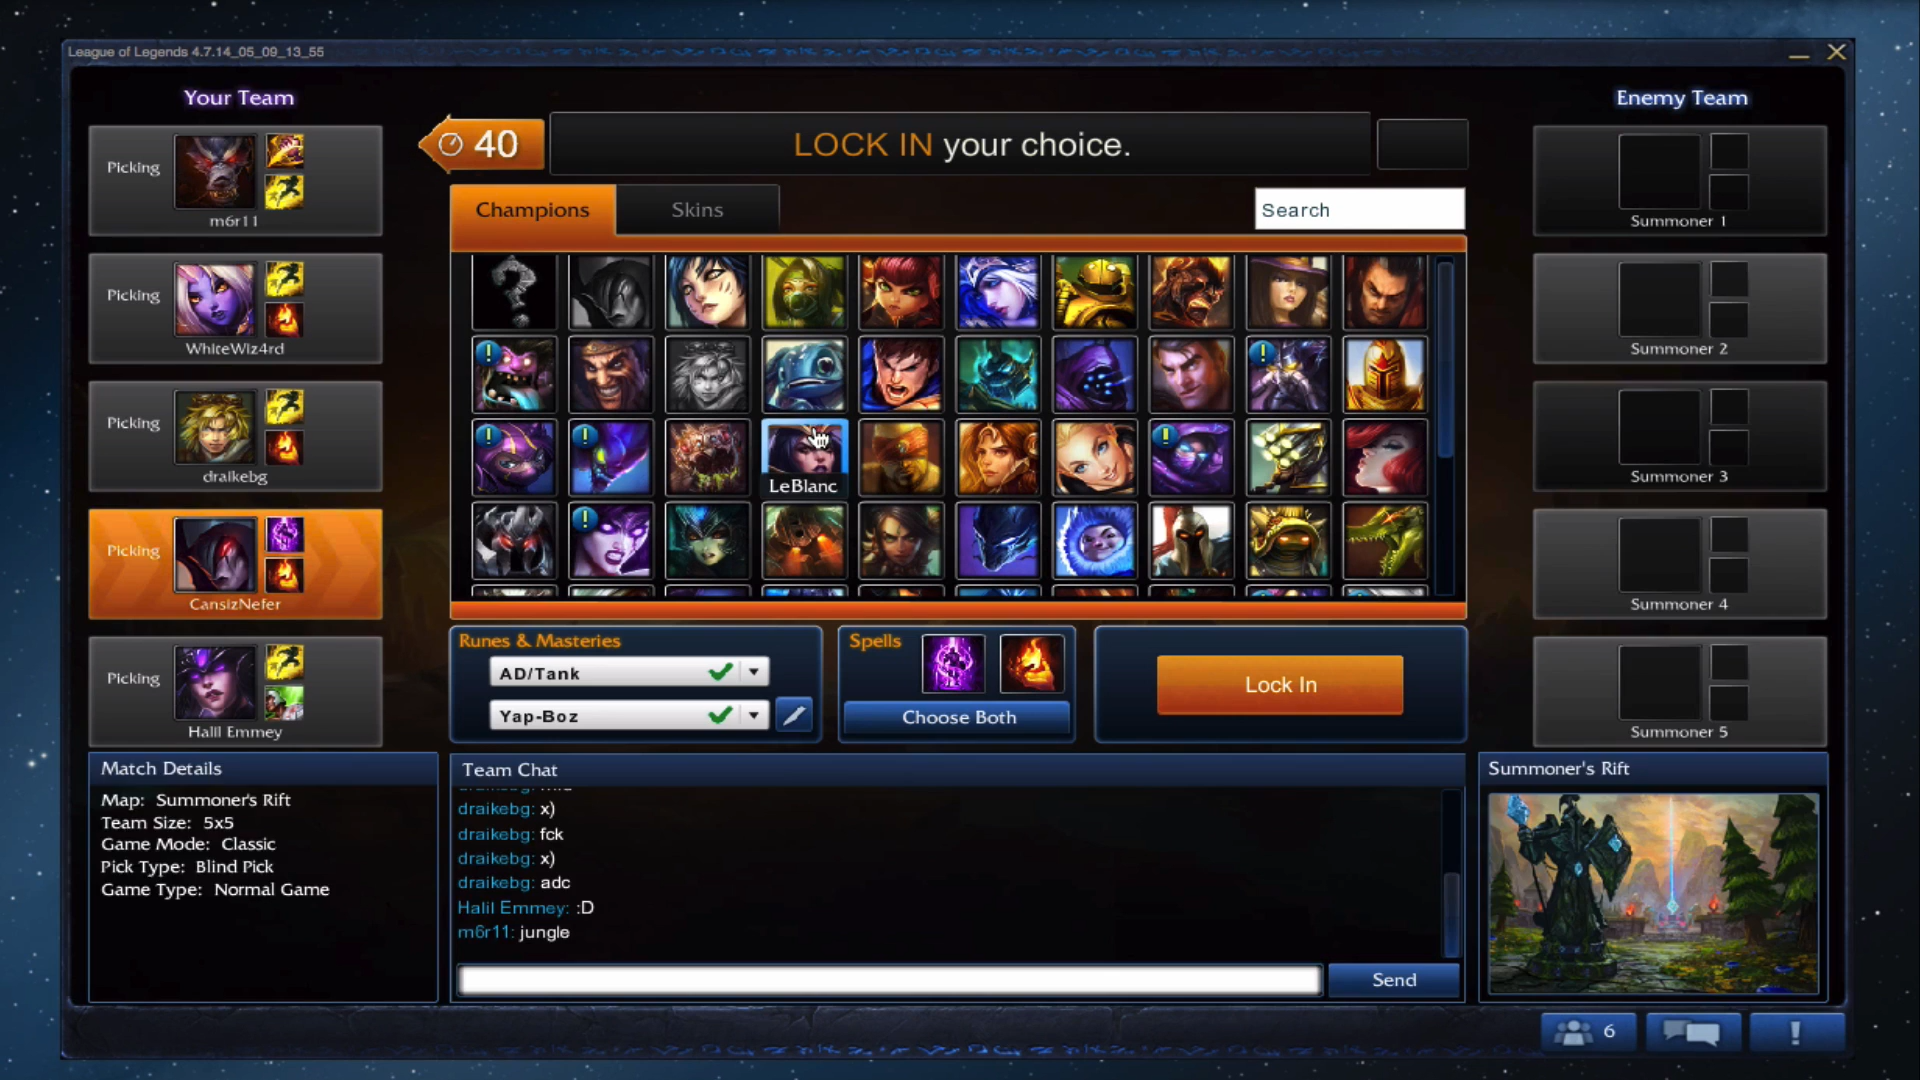 League of Legends 4.7.14_05_09_13_55
Your Team
Enemy Team
40
LOCK IN your choice.
Champions
Skins
Search
Picking
m6r11
Picking
WhiteWiz4rd
Picking
draikebg
Picking
CansizNefer
Picking
Halil Emmey
LeBlanc
Summoner 1
Summoner 2
Summoner 3
Summoner 4
Summoner 5
Runes & Masteries
AD/Tank
Yap-Boz
Spells
Choose Both
Lock In
Match Details
Map: Summoner's Rift
Team Size: 5x5
Game Mode: Classic
Pick Type: Blind Pick
Game Type: Normal Game
Team Chat
draikebg: x)
draikebg: fck
draikebg: x)
draikebg: adc
Halil Emmey: :D
m6r11: jungle
Send
Summoner's Rift
6